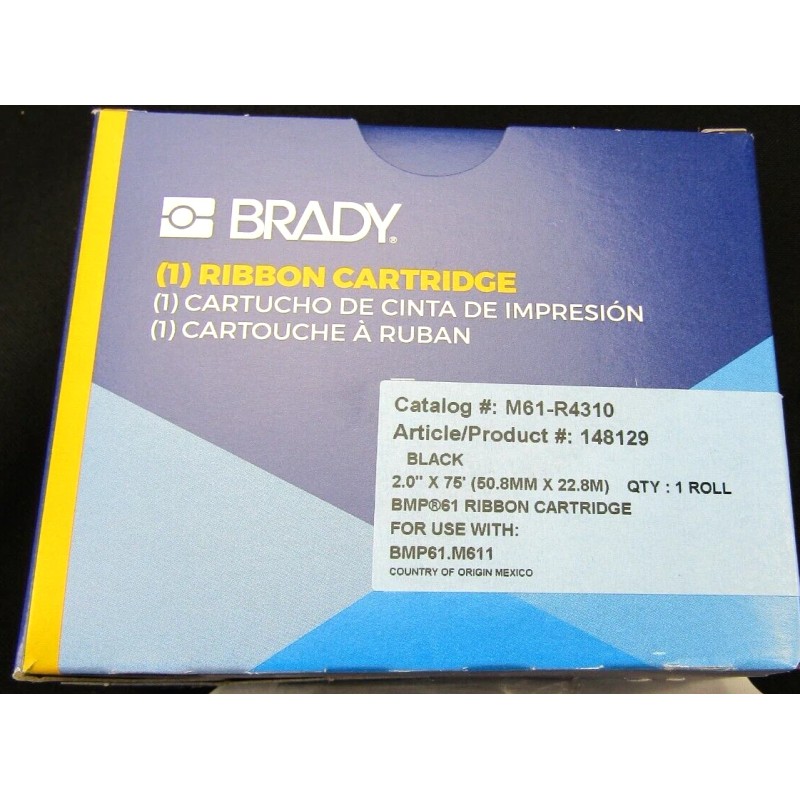 BRADY®
(1) RIBBON CARTRIDGE
(1) CARTUCHO DE CINTA DE IMPRESIÓN
(1) CARTOUCHE À RUBAN
Catalog #: M61-R4310
Article/Product #: 148129
BLACK
2.0" X 75' (50.8MM X 22.8M) QTY : 1 ROLL
BMP®61 RIBBON CARTRIDGE
FOR USE WITH:
BMP61.M611
COUNTRY OF ORIGIN MEXICO